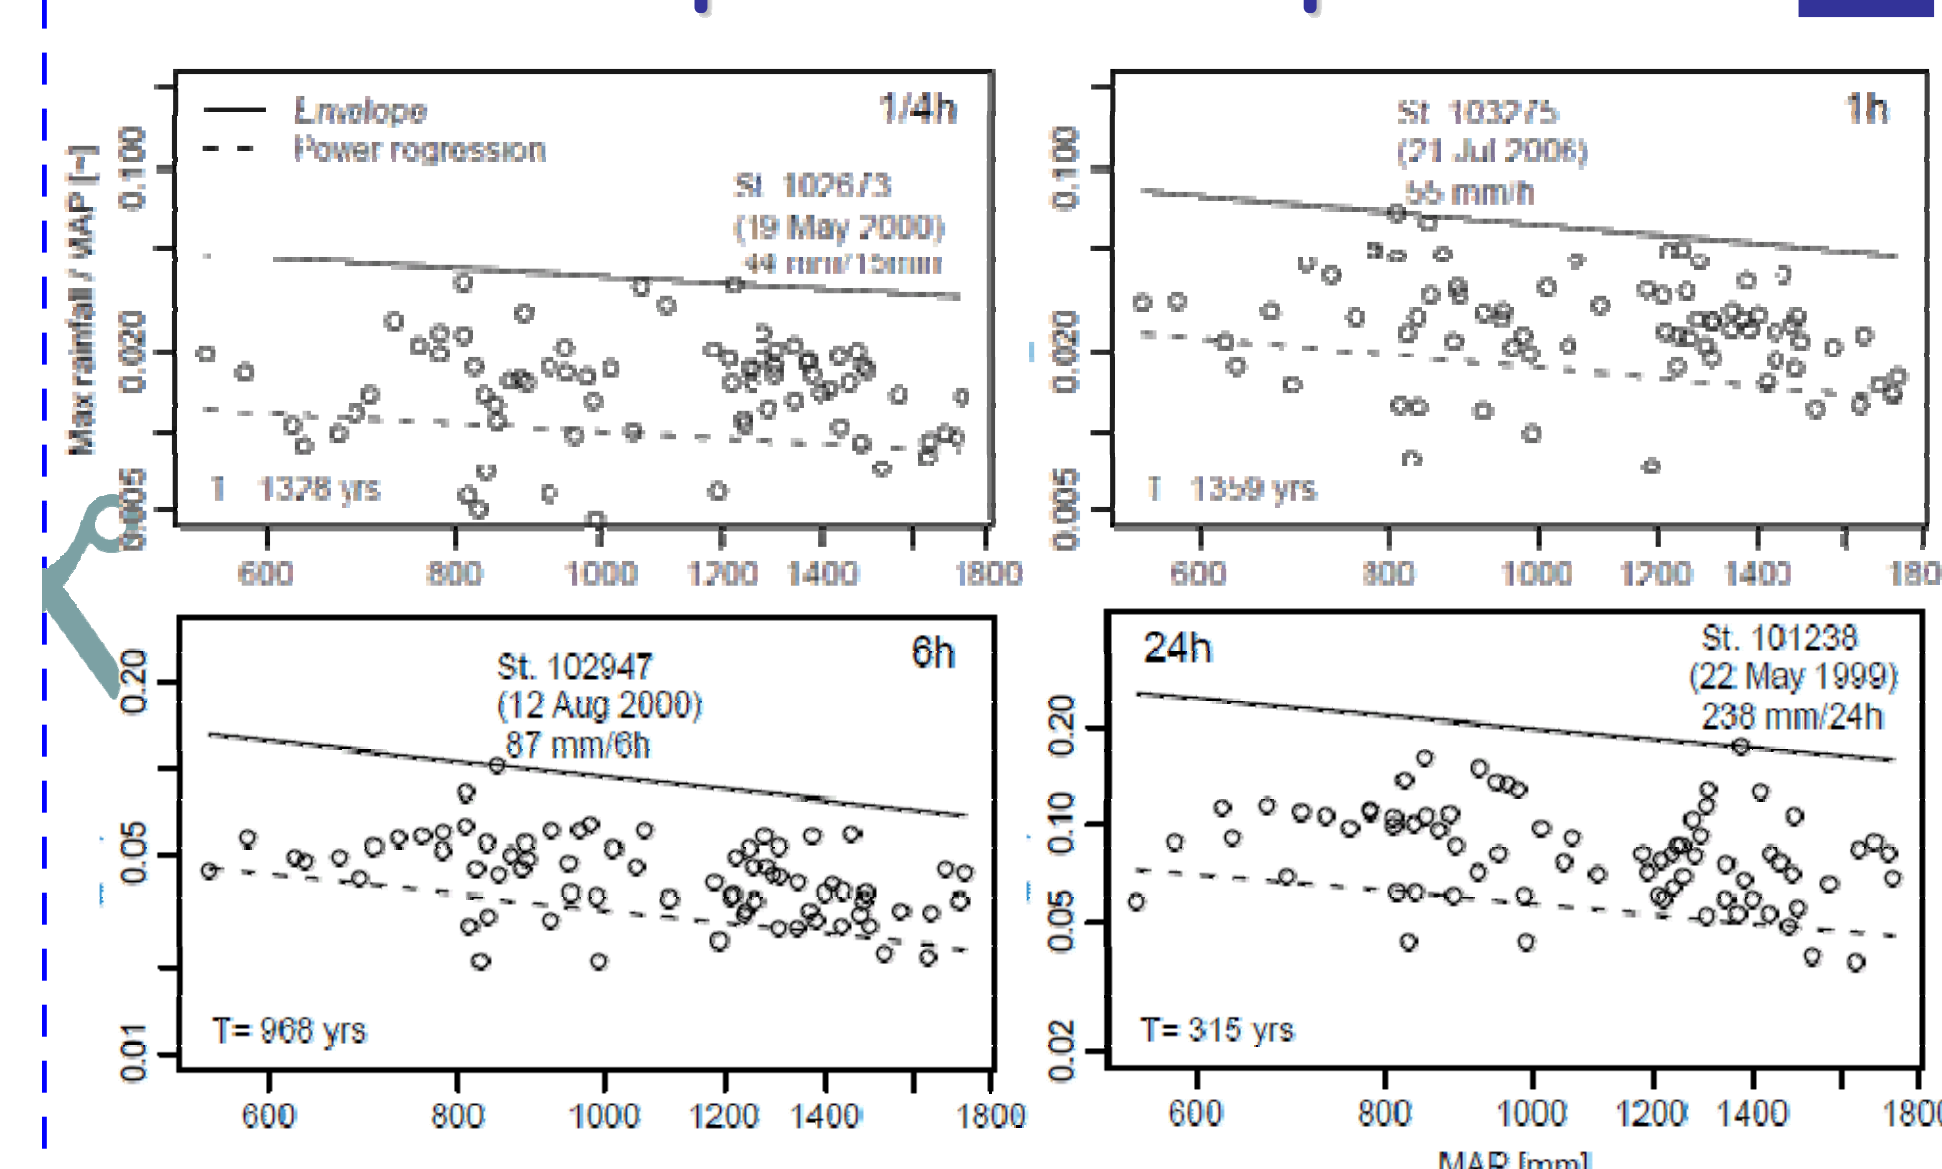 Envelope
Power regression
1/4h
St. 102673
(19 May 2000)
44 mm/15min
T 1328 yrs
Max rainfall / MAP [-]
0.100
0.020
0.005
600 800 1000 1200 1400 1800
1h
St. 103275
(21 Jul 2006)
55 mm/h
T 1359 yrs
0.100
0.020
0.005
600 800 1000 1200 1400 180
6h
St. 102947
(12 Aug 2000)
87 mm/6h
T= 968 yrs
0.20
0.05
0.01
600 800 1000 1200 1400 1800
24h
St. 101238
(22 May 1999)
238 mm/24h
T= 315 yrs
0.20
0.10
0.05
0.02
600 800 1000 1200 1400 1800
MAP [mm]